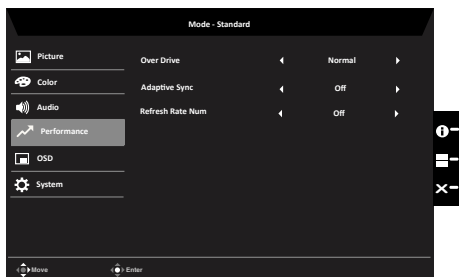 Mode - Standard
Picture
Over Drive Normal
Color
Adaptive Sync Off
Audio
Refresh Rate Num Off
Performance
OSD
System
Move Enter